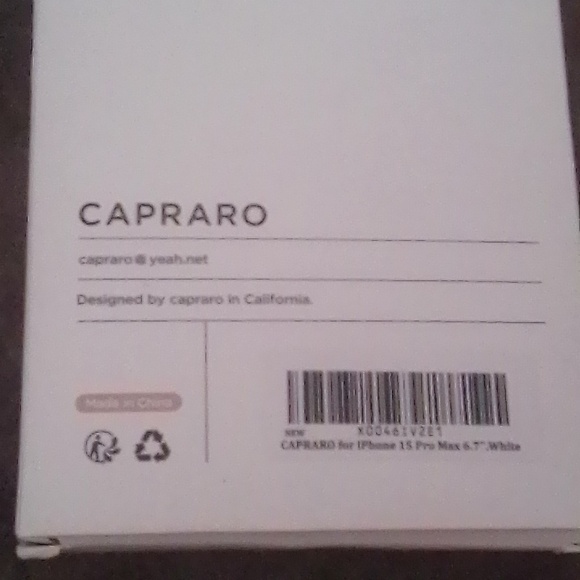 CAPRARO
capraro@yeah.net
Designed by capraro in California.
Made in China
X00461V2E1
NEW
CAPRARO for IPhone 15 Pro Max 6.7",White